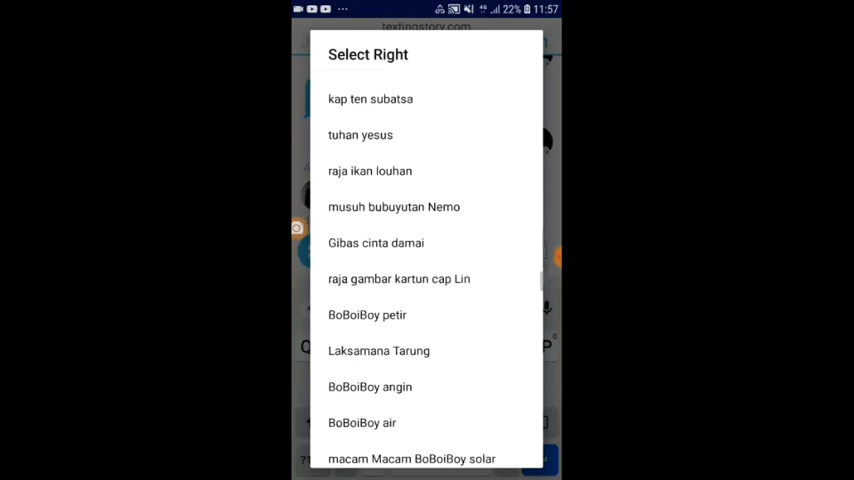 22% 11:57
textingstory.com
Select Right
kap ten subatsa
tuhan yesus
raja ikan louhan
musuh bubuyutan Nemo
Gibas cinta damai
raja gambar kartun cap Lin
BoBoiBoy petir
Laksamana Tarung
BoBoiBoy angin
BoBoiBoy air
macam Macam BoBoiBoy solar